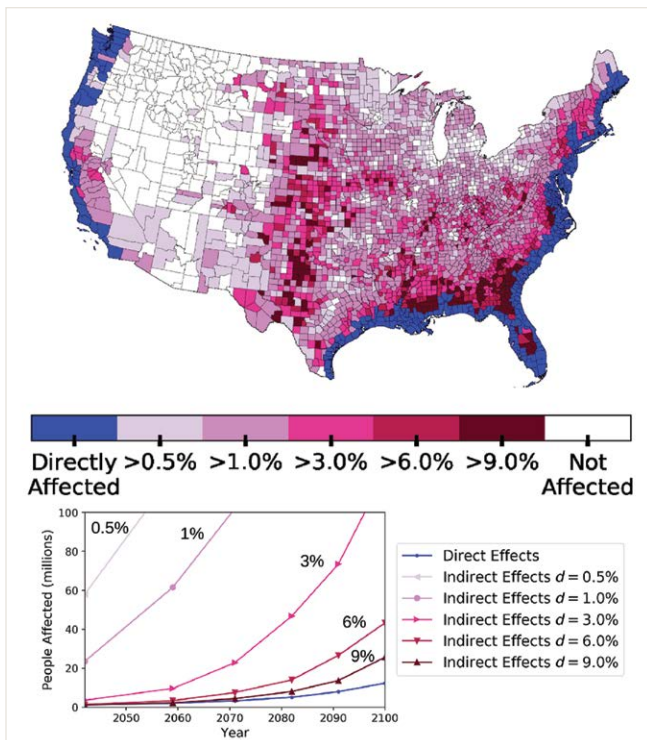 Directly Affected >0.5% >1.0% >3.0% >6.0% >9.0% Not Affected
100
80
60
40
20
0
People Affected (millions)
0.5%
1%
3%
6%
9%
2050 2060 2070 2080 2090 2100
Year
Direct Effects
Indirect Effects d = 0.5%
Indirect Effects d = 1.0%
Indirect Effects d = 3.0%
Indirect Effects d = 6.0%
Indirect Effects d = 9.0%